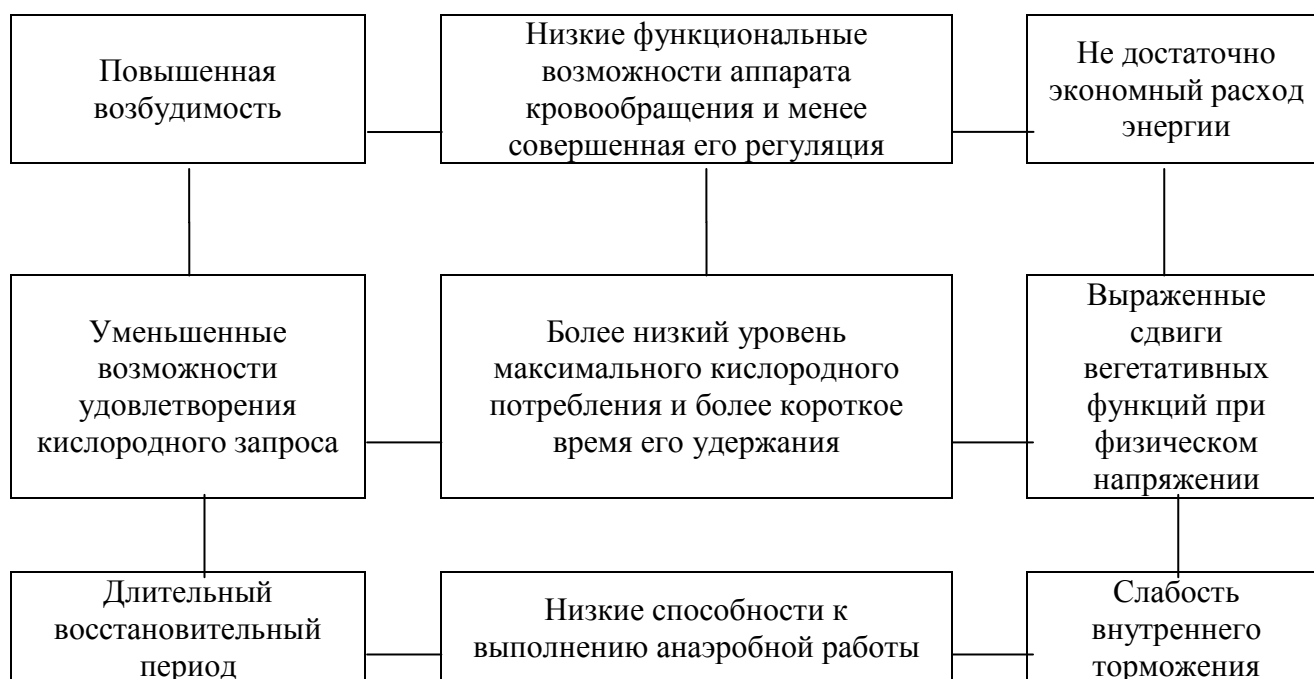 Повышенная
возбудимость
Низкие функциональные
возможности аппарата
кровообращения и менее
совершенная его регуляция
Не достаточно
экономный расход
энергии
Уменьшенные
возможности
удовлетворения
кислородного запроса
Более низкий уровень
максимального кислородного
потребления и более короткое
время его удержания
Выраженные
сдвиги
вегетативных
функций при
физическом
напряжении
Длительный
восстановительный
период
Низкие способности к
выполнению анаэробной работы
Слабость
внутреннего
торможения